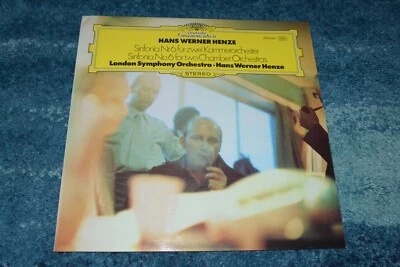 HANS WERNER HENZE
Sinfonia Nr.6 für zwei Kammerorchester
Sinfonia No.6 for two Chamber Orchestras
London Symphony Orchestra · Hans Werner Henze
STEREO